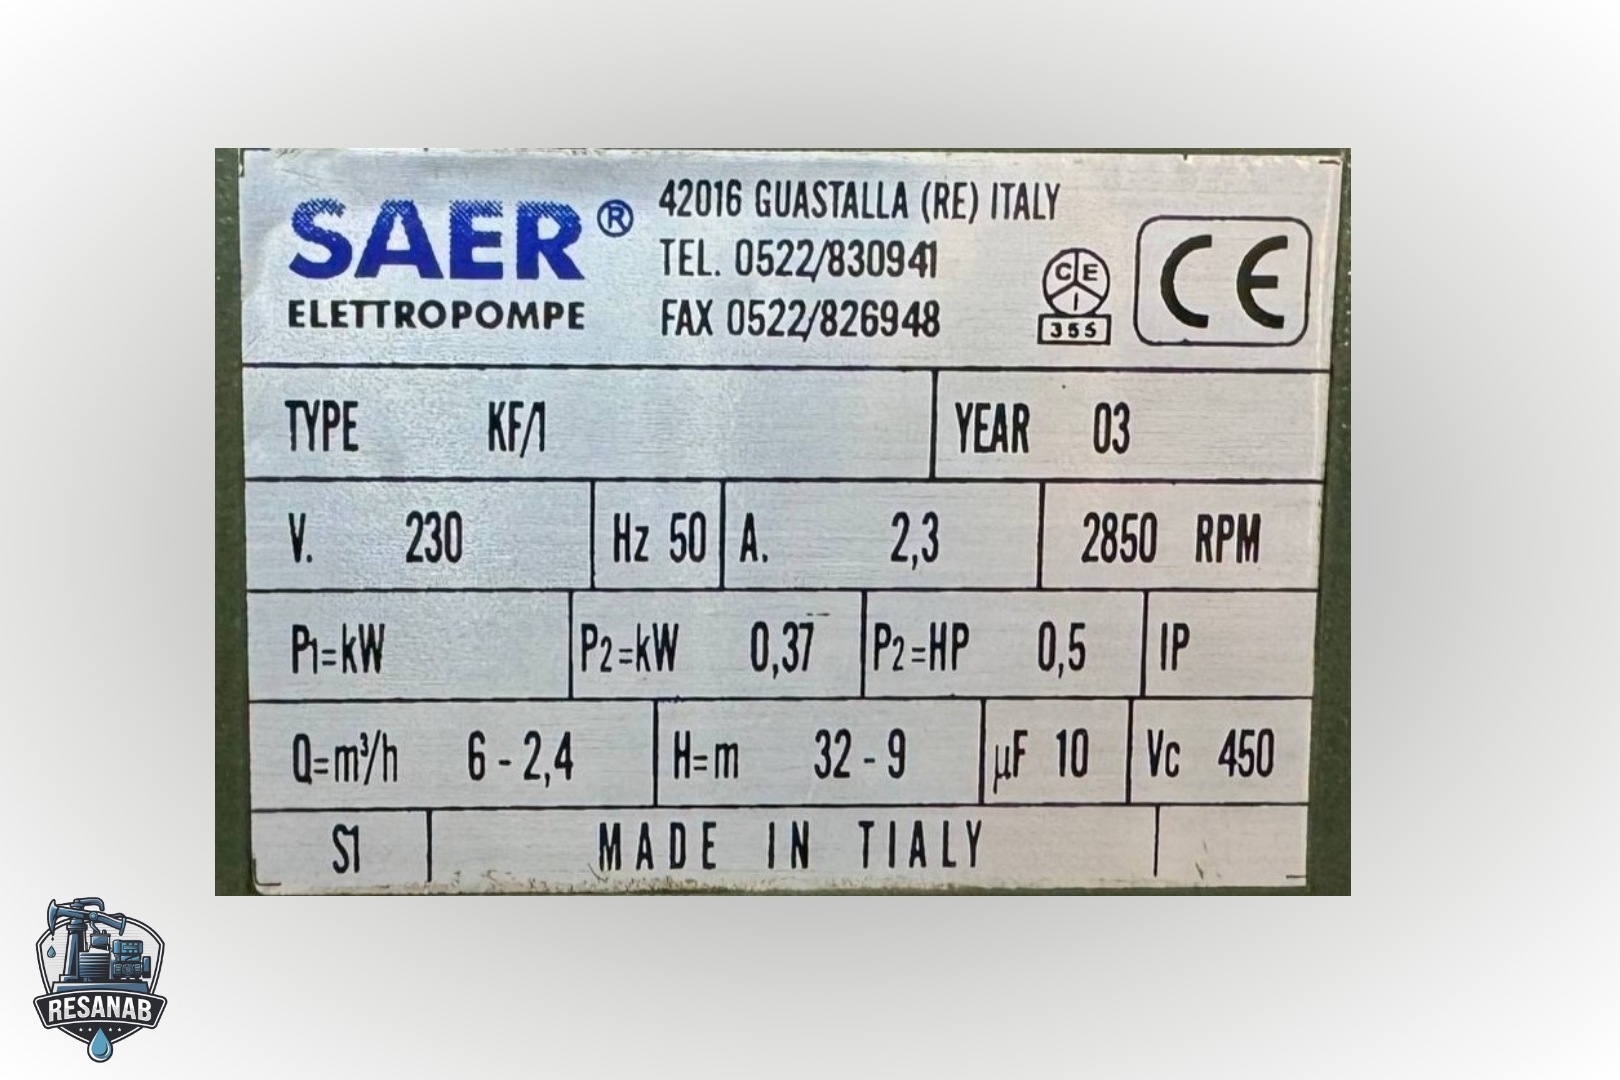 SAER®
ELETTROPOMPE
42016 GUASTALLA (RE) ITALY
TEL. 0522/830941
FAX 0522/826948
CEI
355
CE
TYPE KF/1
YEAR 03
V. 230
Hz 50
A. 2,3
2850 RPM
P1=kW
P2=kW 0,37
P2=HP 0,5
IP
Q=m³/h 6-2,4
H=m 32-9
µF 10
Vc 450
S1
MADE IN TIALY
RESANAB